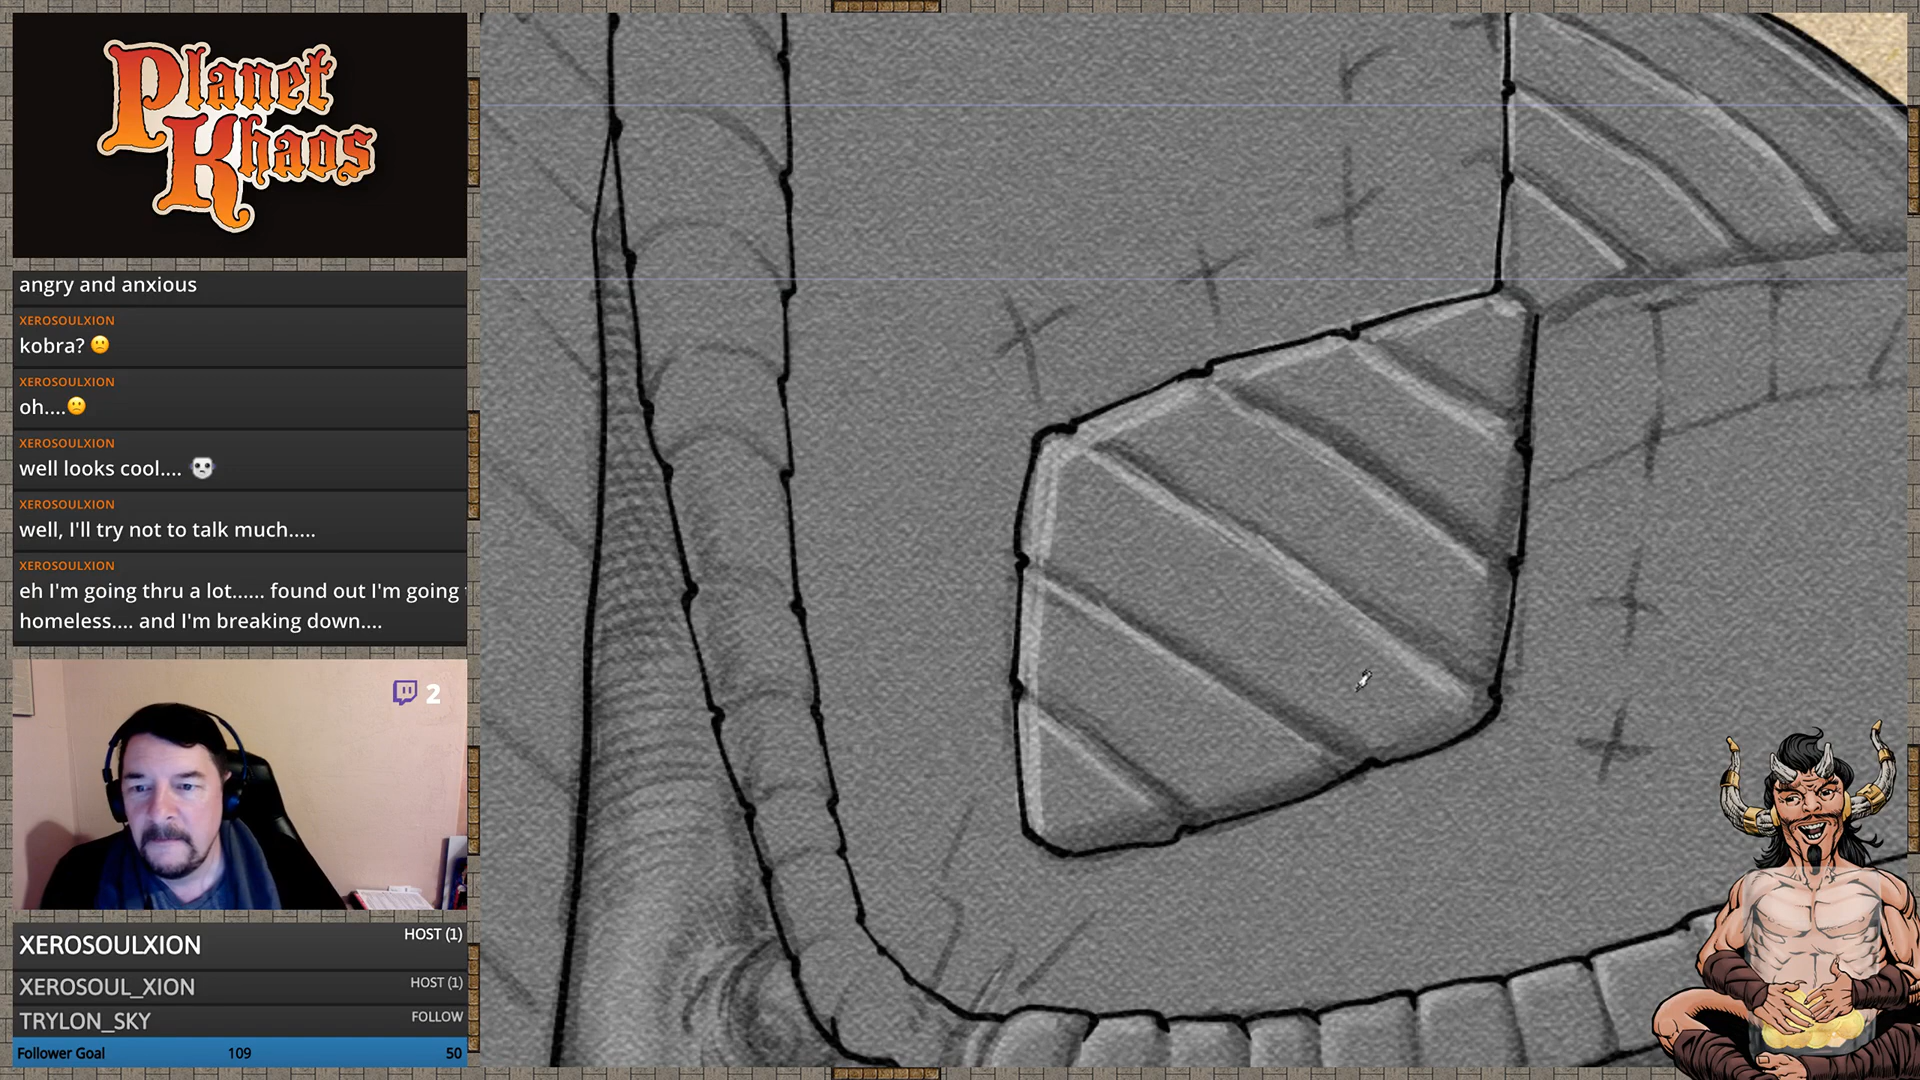 Planet
Khaos
angry and anxious
XEROSOULXION
kobra?
XEROSOULXION
oh....
XEROSOULXION
well looks cool....
XEROSOULXION
well, I'll try not to talk much.....
XEROSOULXION
eh I'm going thru a lot...... found out I'm going
homeless.... and I'm breaking down....
2
XEROSOULXION HOST (1)
XEROSOUL_XION HOST (1)
TRYLON_SKY FOLLOW
Follower Goal 109 50